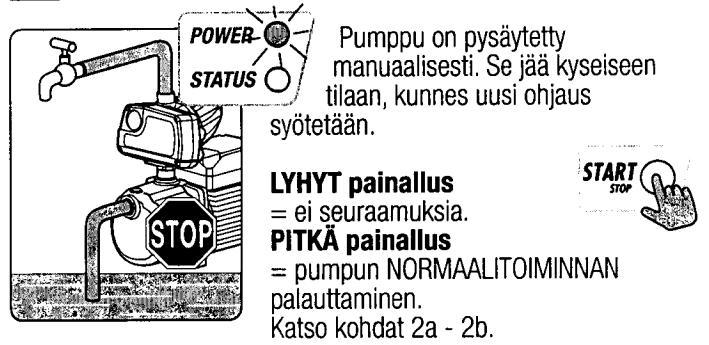 POWER
STATUS
Pumppu on pysäytetty
manuaalisesti. Se jää kyseiseen
tilaan, kunnes uusi ohjaus
syötetään.
STOP
LYHYT painallus
= ei seuraamuksia.
PITKÄ painallus
= pumpun NORMAALITOIMINNAN
palauttaminen.
Katso kohdat 2a - 2b.
START
STOP